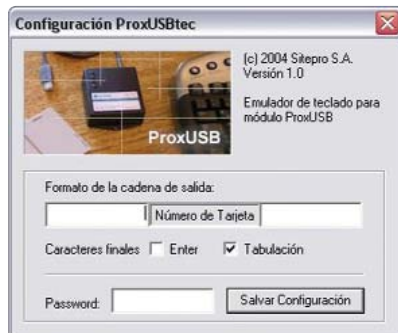 Configuración ProxUSBtec
(c) 2004 Sitepro S.A.
Versión 1.0
Emulador de teclado para
módulo ProxUSB
ProxUSB
Formato de la cadena de salida:
Número de Tarjeta
Caracteres finales Enter Tabulación
Password: Salvar Configuración